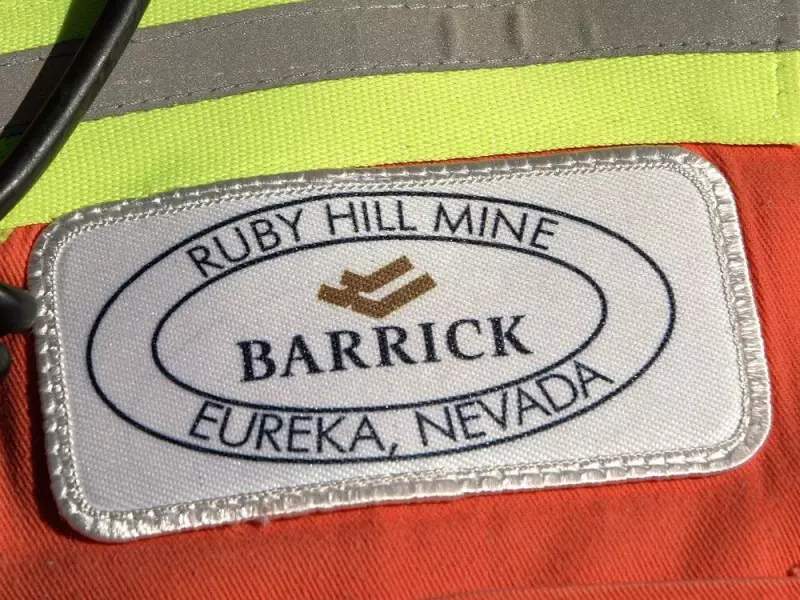 RUBY HILL MINE
BARRICK
EUREKA, NEVADA